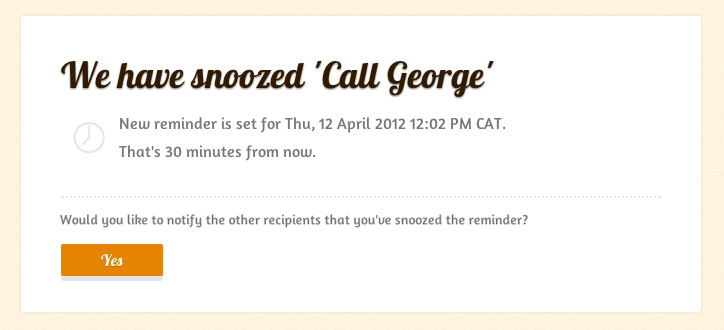 We have snoozed 'Call George'
New reminder is set for Thu, 12 April 2012 12:02 PM CAT.
That's 30 minutes from now.
Would you like to notify the other recipients that you've snoozed the reminder?
Yes